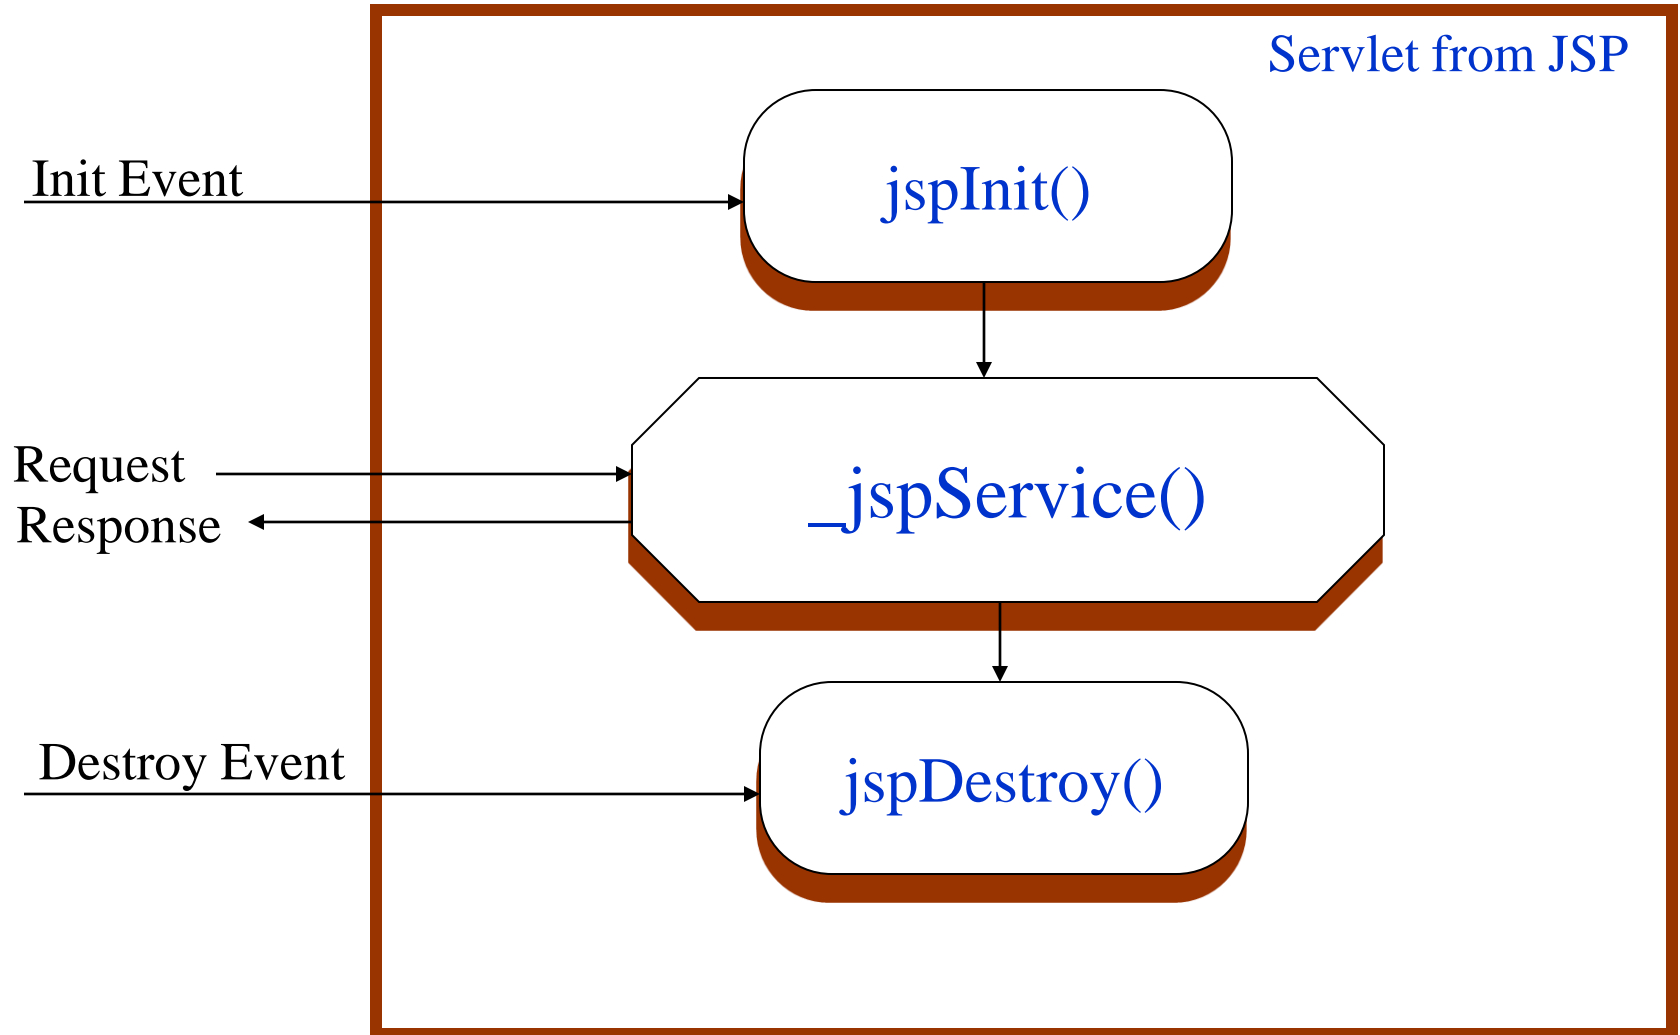 Servlet from JSP
Init Event
jspInit()
Request
Response
_jspService()
Destroy Event
jspDestroy()